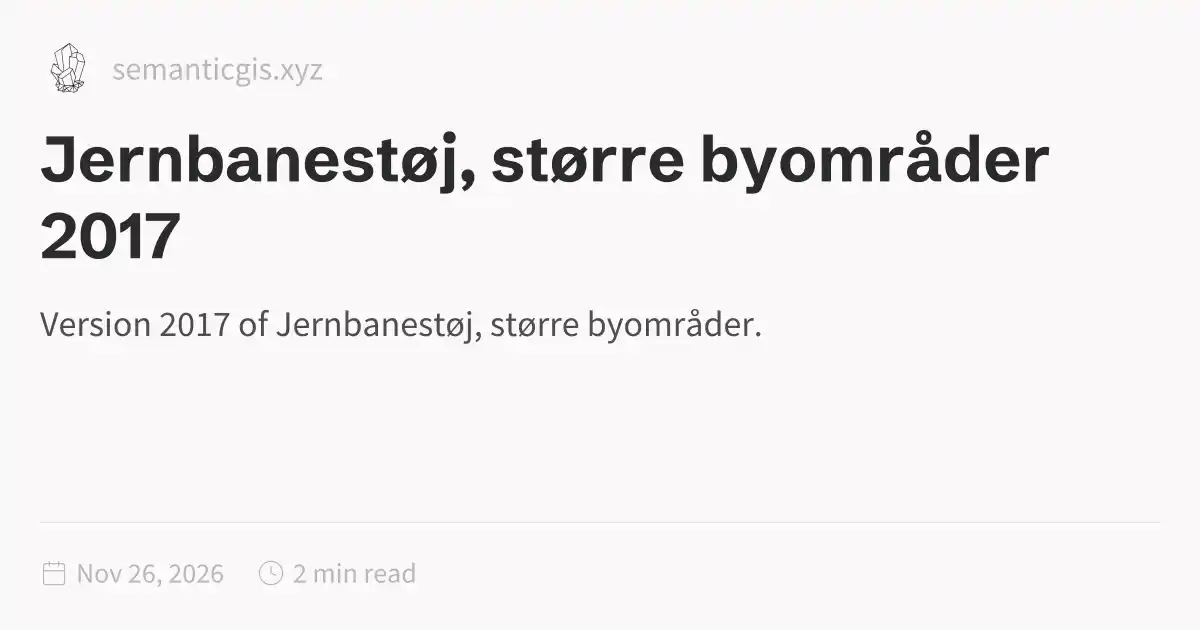 semanticgis.xyz
Jernbanestøj, større byområder
2017
Version 2017 of Jernbanestøj, større byområder.
Nov 26, 2026 2 min read